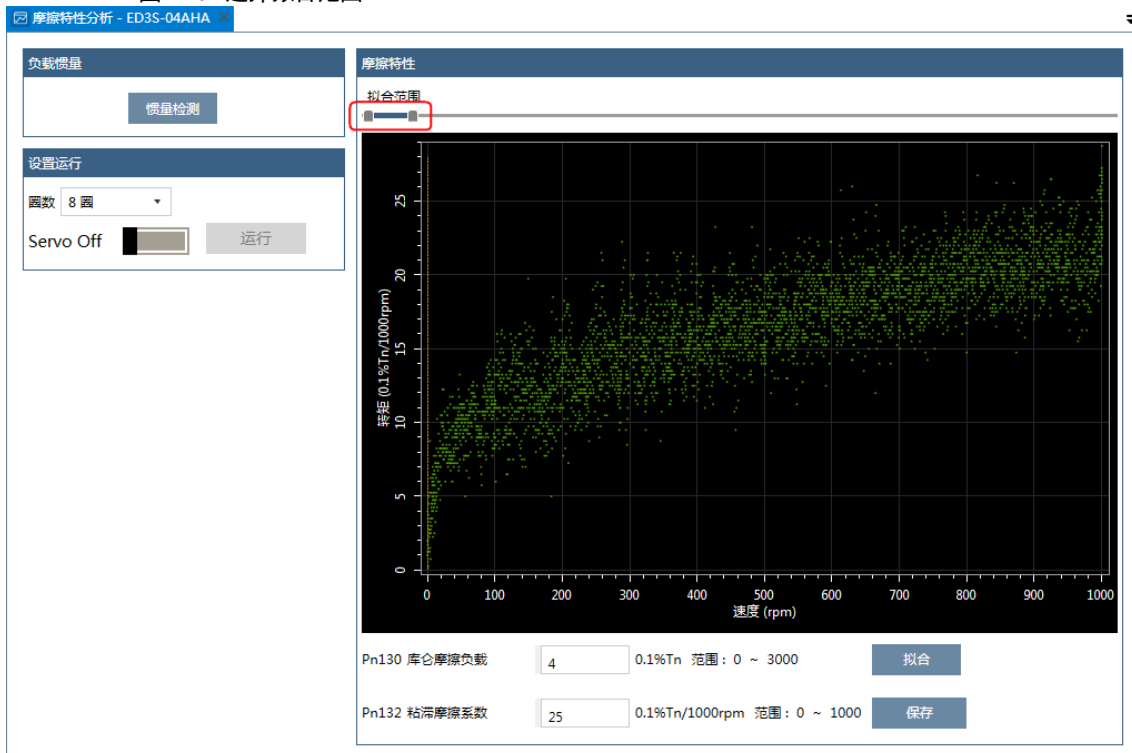 摩擦特性分析 - ED3S-04AHA
负载惯量
惯量检测
设置运行
圈数 8 圈
Servo Off 运行
摩擦特性
拟合范围
转矩 (0.1%Tn/1000rpm)
25
20
15
10
5
0
0 100 200 300 400 500 600 700 800 900 1000
速度 (rpm)
Pn130 库仑摩擦负载 4 0.1%Tn 范围：0 ~ 3000 拟合
Pn132 粘滞摩擦系数 25 0.1%Tn/1000rpm 范围：0 ~ 1000 保存